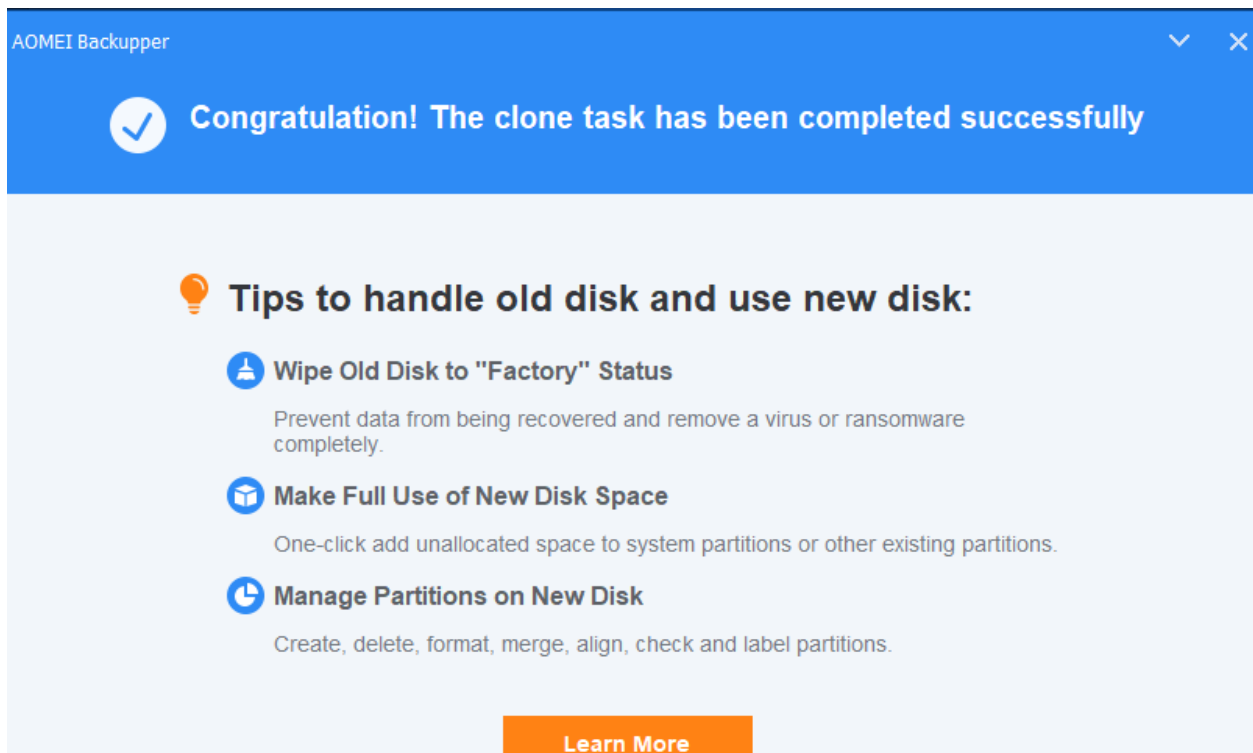 AOMEI Backupper
Congratulation! The clone task has been completed successfully
Tips to handle old disk and use new disk:
Wipe Old Disk to "Factory" Status
Prevent data from being recovered and remove a virus or ransomware
completely.
Make Full Use of New Disk Space
One-click add unallocated space to system partitions or other existing partitions.
Manage Partitions on New Disk
Create, delete, format, merge, align, check and label partitions.
Learn More